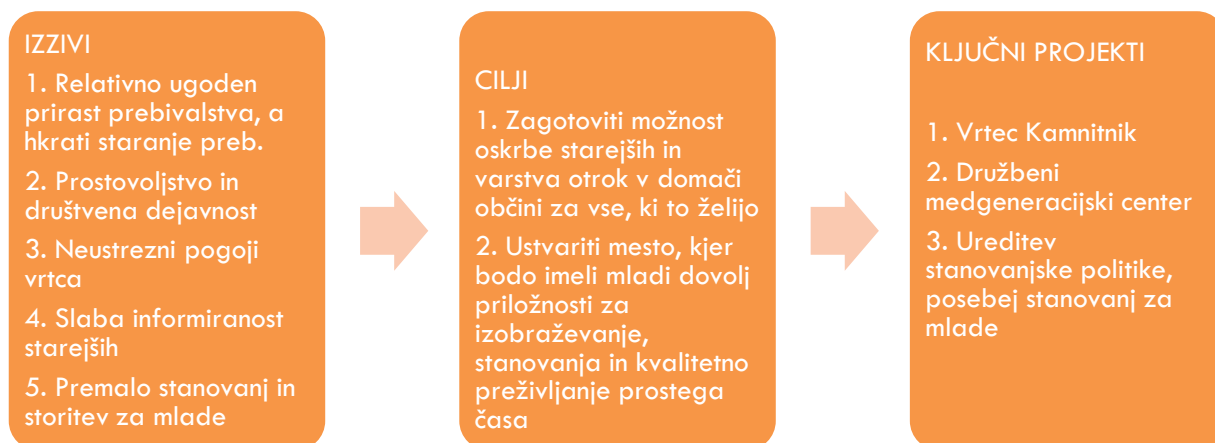 IZZIVI
1. Relativno ugoden
prirast prebivalstva, a
hkrati staranje preb.
2. Prostovoljstvo in
društvena dejavnost
3. Neustrezni pogoji
vrtca
4. Slaba informiranost
starejših
5. Premalo stanovanj in
storitev za mlade
CILJI
1. Zagotoviti možnost
oskrbe starejših in
varstva otrok v domači
občini za vse, ki to želijo
2. Ustvariti mesto, kjer
bodo imeli mladi dovolj
priložnosti za
izobraževanje,
stanovanja in kvalitetno
preživljanje prostega
časa
KLJUČNI PROJEKTI
1. Vrtec Kamnitnik
2. Družbeni
medgeneracijski center
3. Ureditev
stanovanjske politike,
posebej stanovanj za
mlade